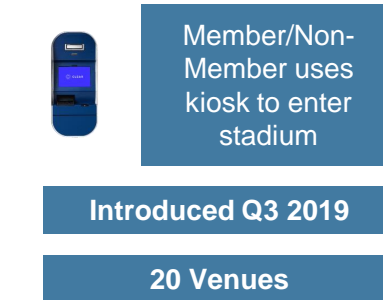 Member/Non-
Member uses
kiosk to enter
stadium
Introduced Q3 2019
20 Venues